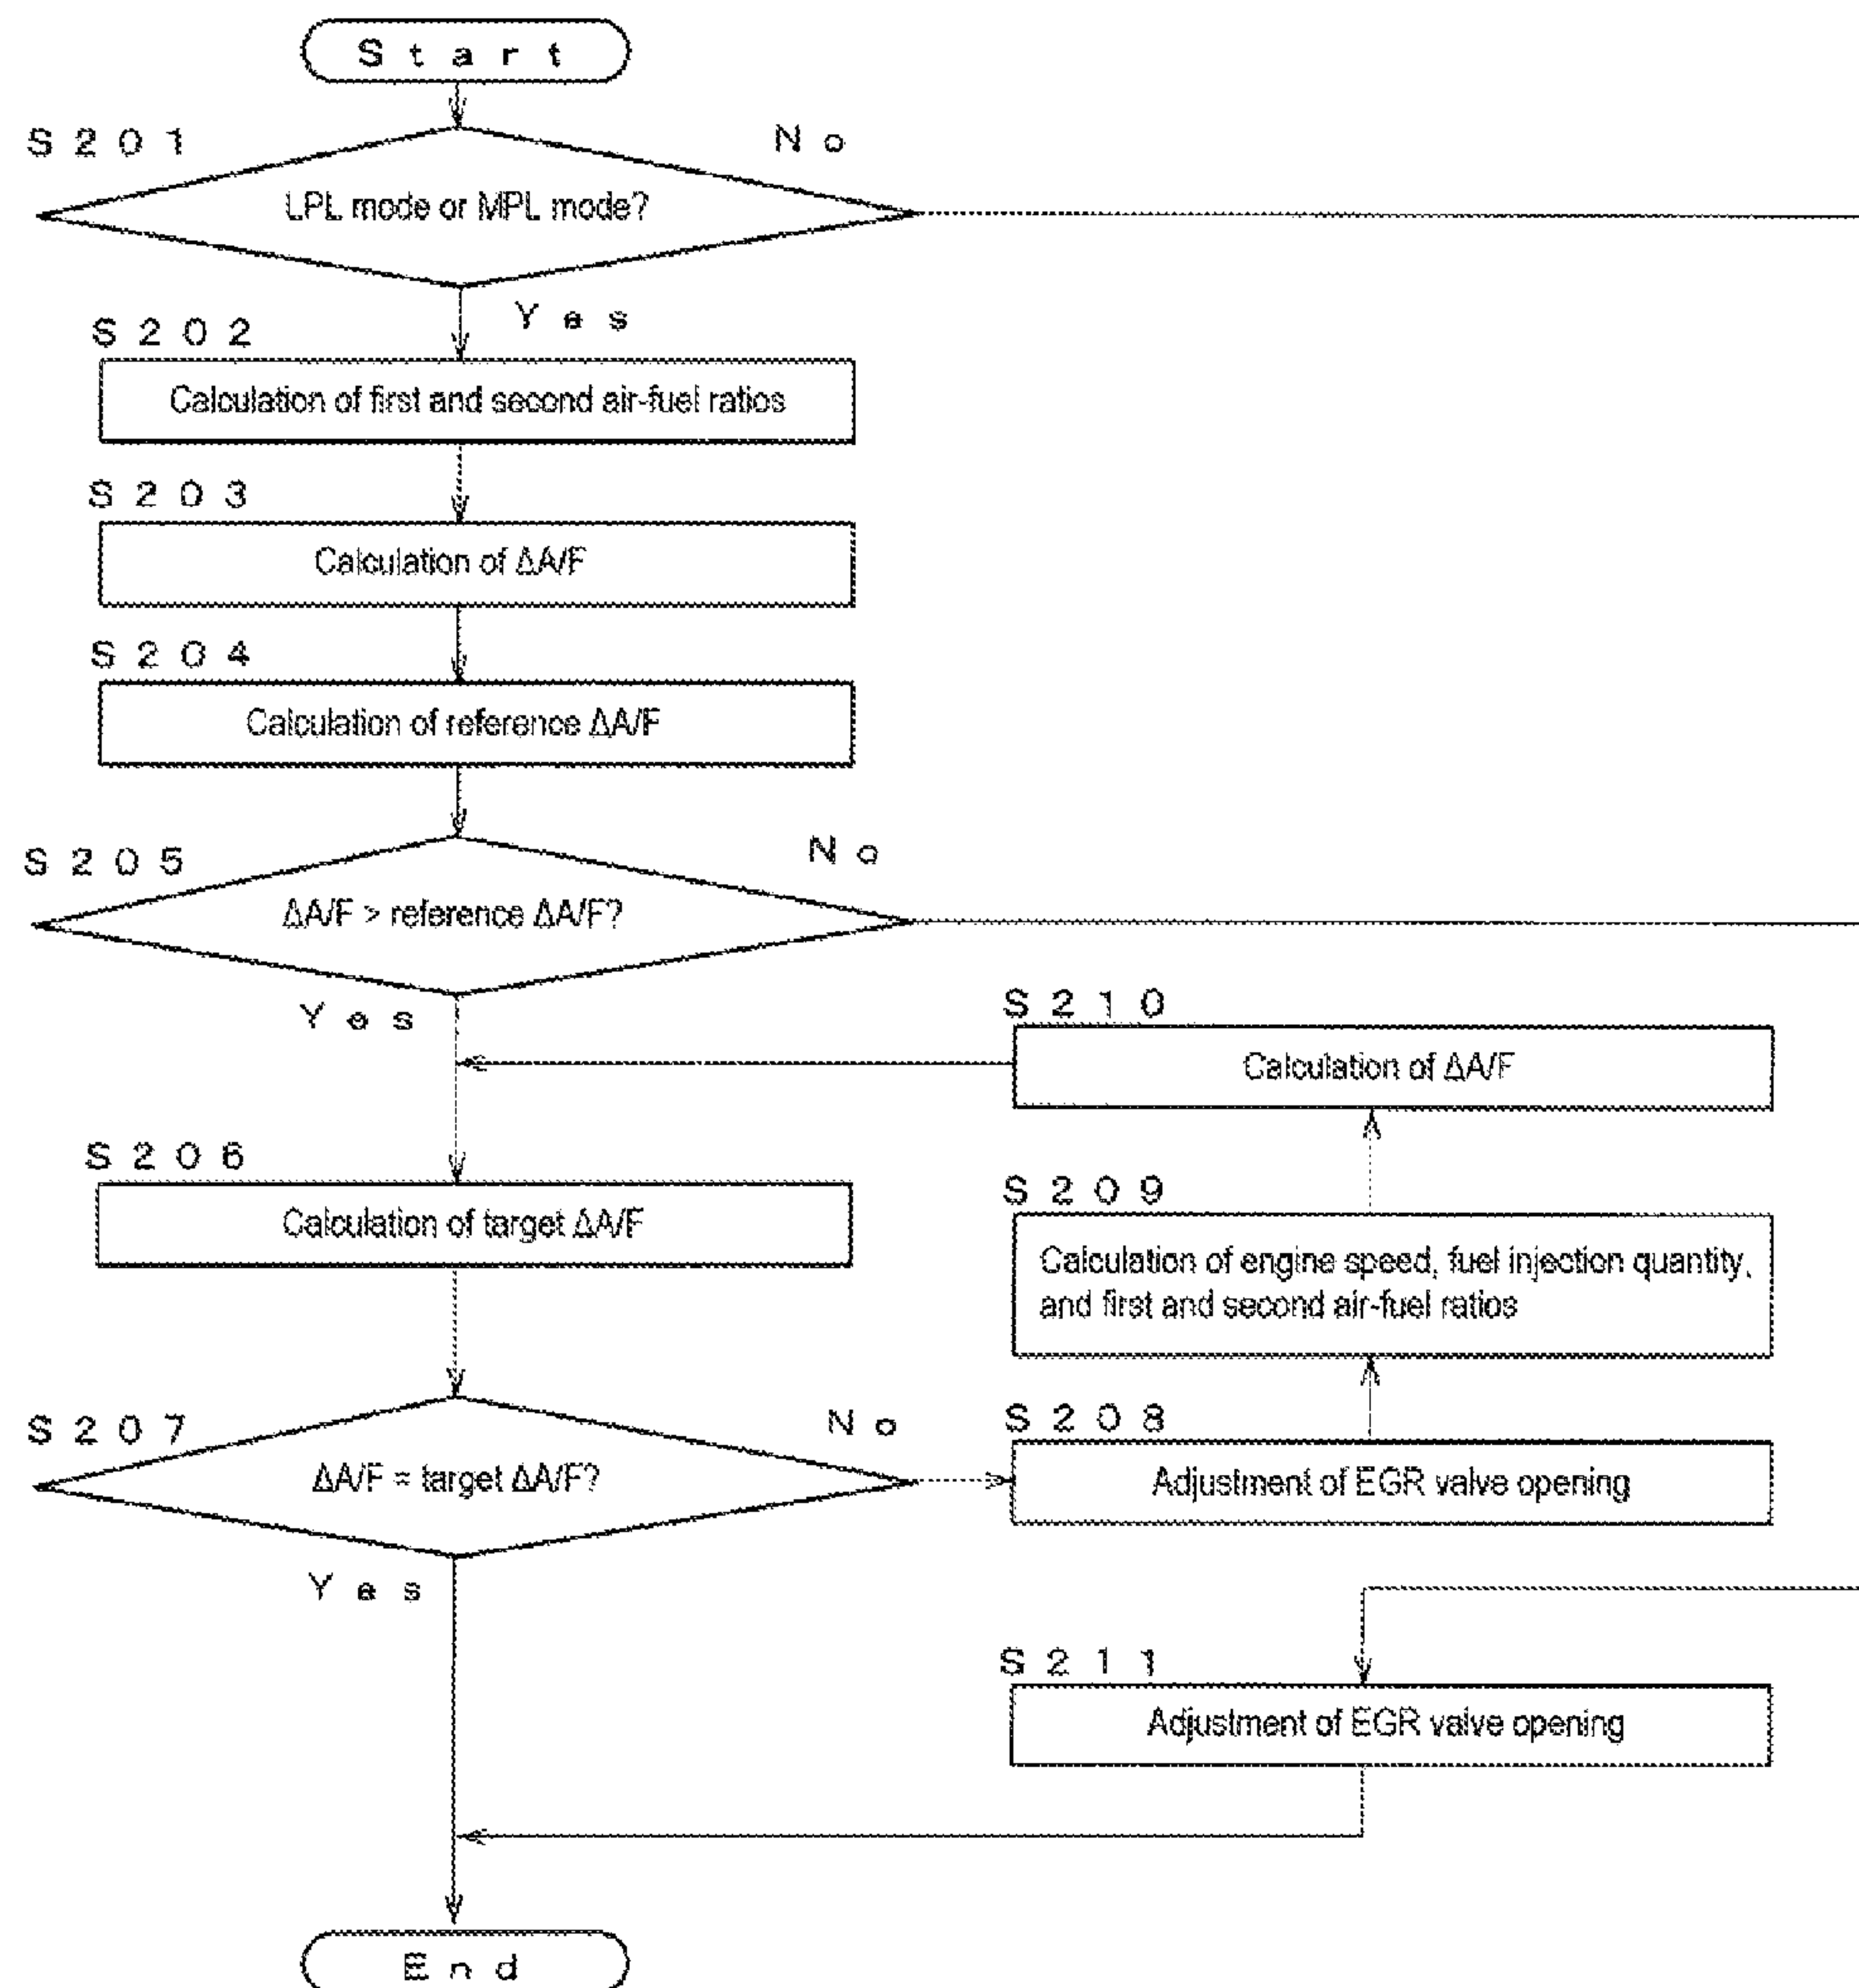 Start
S201
No
LPL mode or MPL mode?
Yes
S202
Calculation of first and second air-fuel ratios
S203
Calculation of ΔA/F
S204
Calculation of reference ΔA/F
S205
No
ΔA/F > reference ΔA/F?
Yes
S206
Calculation of target ΔA/F
S207
No
ΔA/F = target ΔA/F?
Yes
S208
Adjustment of EGR valve opening
S209
Calculation of engine speed, fuel injection quantity,
and first and second air-fuel ratios
S210
Calculation of ΔA/F
S211
Adjustment of EGR valve opening
End